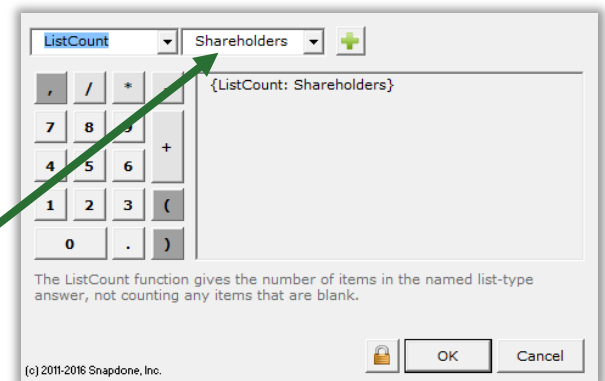 ListCount Shareholders
{ListCount: Shareholders}
, / * -
7 8 9
+
4 5 6
1 2 3 (
0 . )
The ListCount function gives the number of items in the named list-type
answer, not counting any items that are blank.
OK Cancel
(c) 2011-2016 Snapdone, Inc.